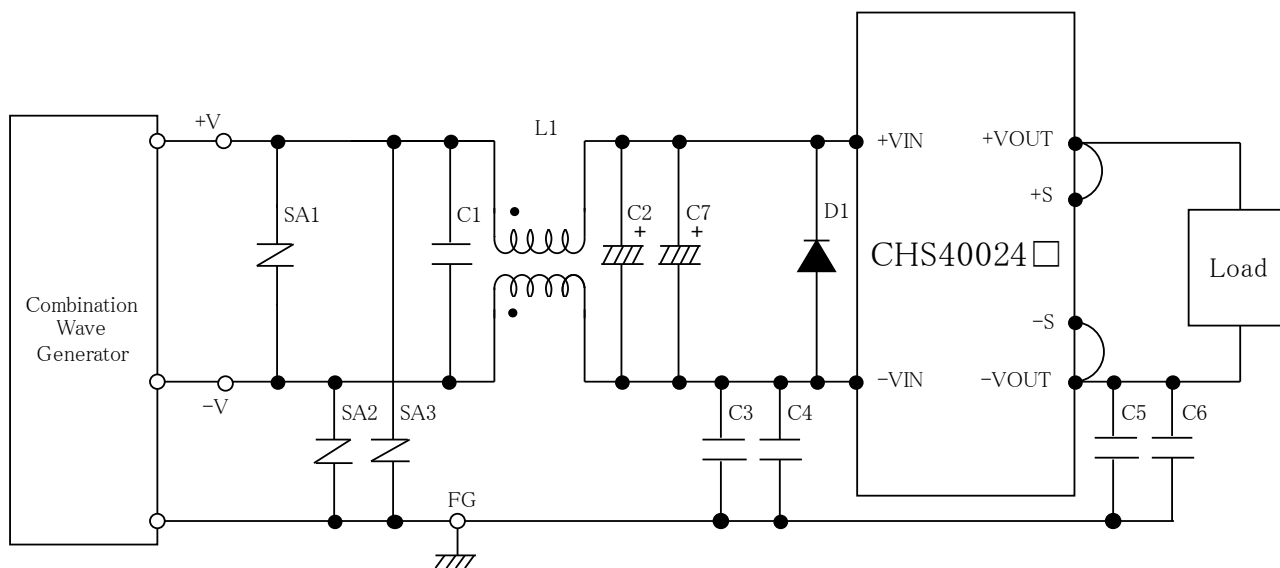 +V
L1
+VIN
+VOUT
+S
SA1
C1
C2
+
C7
+
D1
CHS40024□
Load
Combination
Wave
Generator
−S
−V
−VIN
−VOUT
SA2
SA3
C3
C4
C5
C6
FG